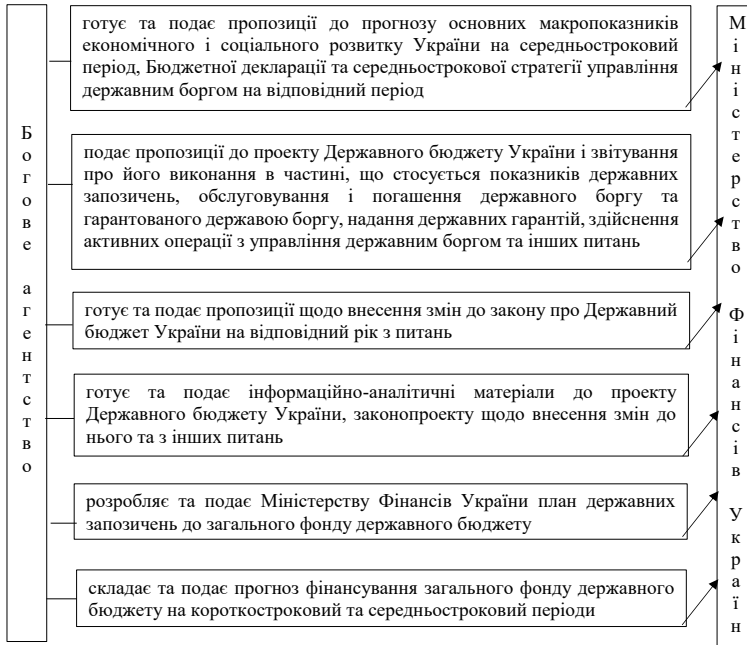 готує та подає пропозиції до прогнозу основних макропоказників
економічного і соціального розвитку України на середньостроковий
період, Бюджетної декларації та середньострокової стратегії управління
державним боргом на відповідний період
подає пропозиції до проекту Державного бюджету України і звітування
про його виконання в частині, що стосується показників державних
запозичень, обслуговування і погашення державного боргу та
гарантованого державою боргу, надання державних гарантій, здійснення
активних операції з управління державним боргом та інших питань
готує та подає пропозиції щодо внесення змін до закону про Державний
бюджет України на відповідний рік з питань
готує та подає інформаційно-аналітичні матеріали до проекту
Державного бюджету України, законопроекту щодо внесення змін до
нього та з інших питань
розробляє та подає Міністерству Фінансів України план державних
запозичень до загального фонду державного бюджету
складає та подає прогноз фінансування загального фонду державного
бюджету на короткостроковий та середньостроковий періоди
Богове агентство
Міністерство Фінансів Україн